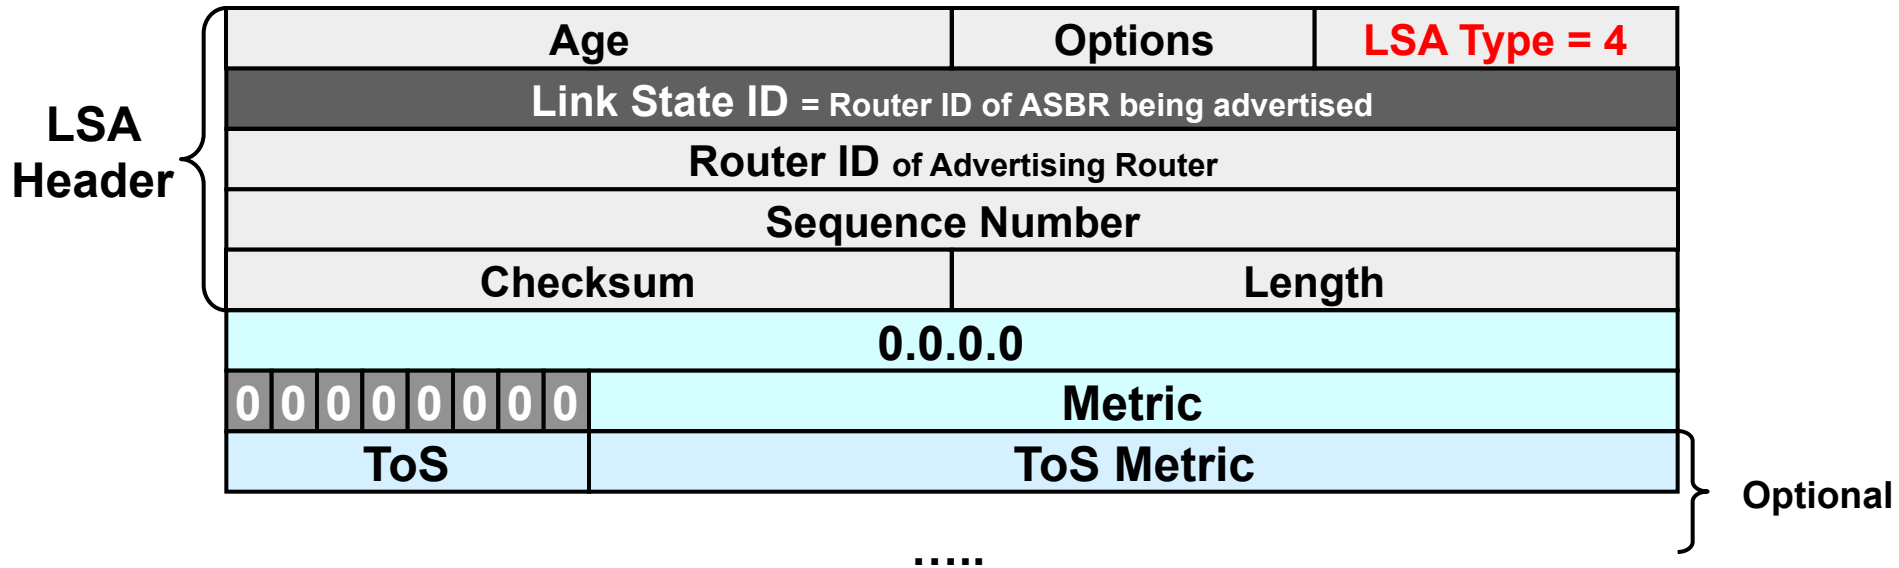 Age Options LSA Type = 4
Link State ID = Router ID of ASBR being advertised
LSA
Header
Router ID of Advertising Router
Sequence Number
Checksum Length
0.0.0.0
0 0 0 0 0 0 0 0 Metric
ToS ToS Metric
Optional
.....